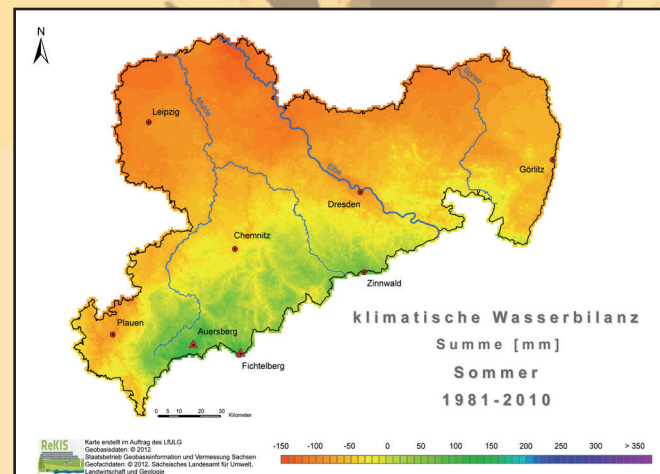 N
Leipzig
Mulde
Spree
Elbe
Görlitz
Dresden
Chemnitz
Zinnwald
Plauen
Auersberg
Fichtelberg
klimatische Wasserbilanz
Summe [mm]
Sommer
1981-2010
0 5 10 20 30
Kilometer
ReKIS
Karte erstellt im Auftrag des LfULG
Geobasisdaten: © 2012
Staatsbetrieb Geobasisinformation und Vermessung Sachsen
Geofachdaten: © 2012, Sächsisches Landesamt für Umwelt,
Landwirtschaft und Geologie
-150 -100 -50 0 50 100 150 200 250 300 > 350